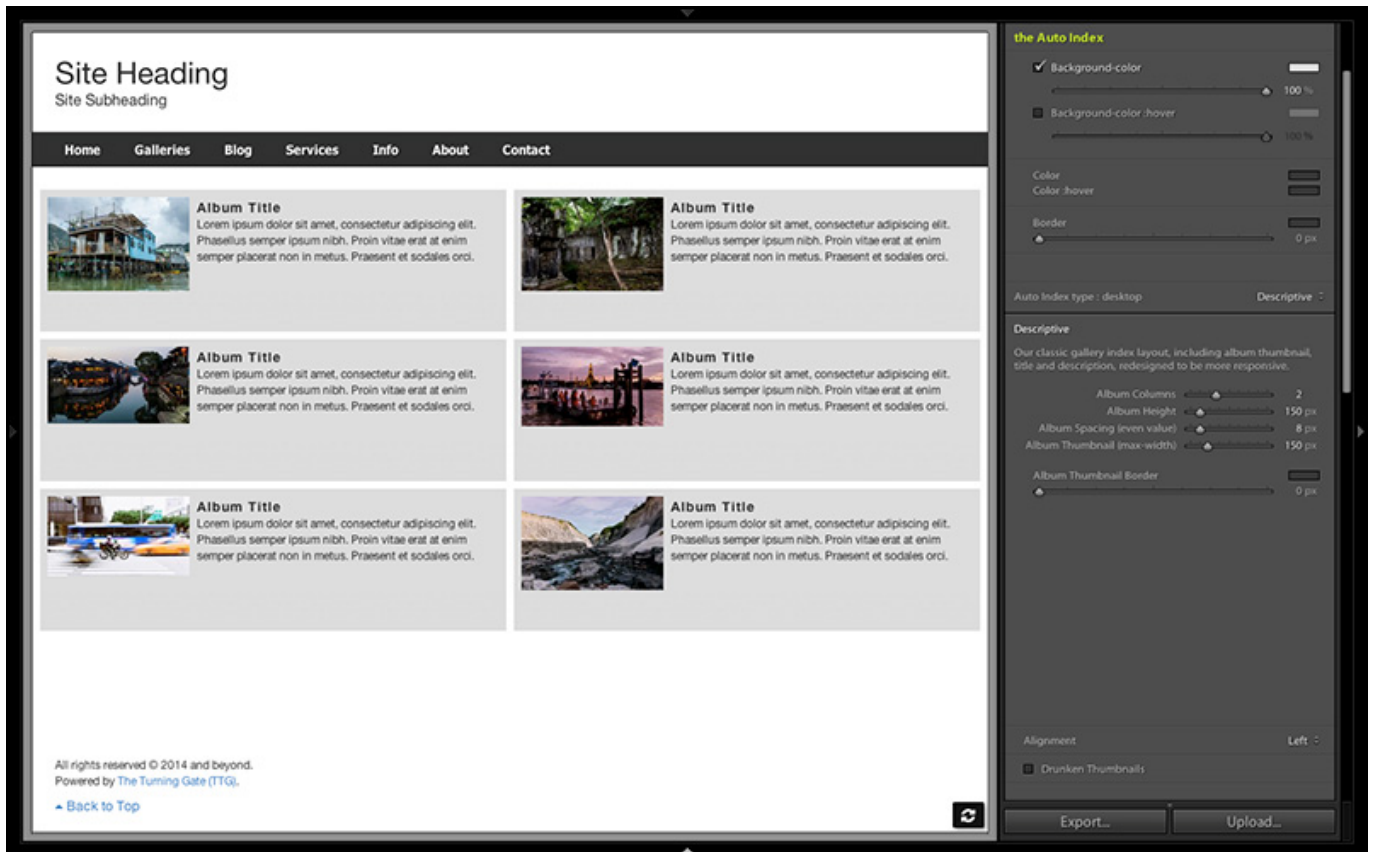 Site Heading
Site Subheading
Home Galleries Blog Services Info About Contact
Album Title
Lorem ipsum dolor sit amet, consectetur adipiscing elit.
Phasellus semper ipsum nibh. Proin vitae erat at enim
semper placerat non in metus. Praesent et sodales orci.
Album Title
Lorem ipsum dolor sit amet, consectetur adipiscing elit.
Phasellus semper ipsum nibh. Proin vitae erat at enim
semper placerat non in metus. Praesent et sodales orci.
Album Title
Lorem ipsum dolor sit amet, consectetur adipiscing elit.
Phasellus semper ipsum nibh. Proin vitae erat at enim
semper placerat non in metus. Praesent et sodales orci.
Album Title
Lorem ipsum dolor sit amet, consectetur adipiscing elit.
Phasellus semper ipsum nibh. Proin vitae erat at enim
semper placerat non in metus. Praesent et sodales orci.
Album Title
Lorem ipsum dolor sit amet, consectetur adipiscing elit.
Phasellus semper ipsum nibh. Proin vitae erat at enim
semper placerat non in metus. Praesent et sodales orci.
Album Title
Lorem ipsum dolor sit amet, consectetur adipiscing elit.
Phasellus semper ipsum nibh. Proin vitae erat at enim
semper placerat non in metus. Praesent et sodales orci.
All rights reserved © 2014 and beyond.
Powered by The Turning Gate (TTG).
Back to Top
the Auto Index
Background-color
100 %
Background-color :hover
100 %
Color
Color :hover
Border
0 px
Auto Index type : desktop Descriptive
Descriptive
Our classic gallery index layout, including album thumbnail,
title and description, redesigned to be more responsive.
Album Columns 2
Album Height 150 px
Album Spacing (even value) 8 px
Album Thumbnail (max-width) 150 px
Album Thumbnail Border
0 px
Alignment Left
Drunken Thumbnails
Export... Upload...